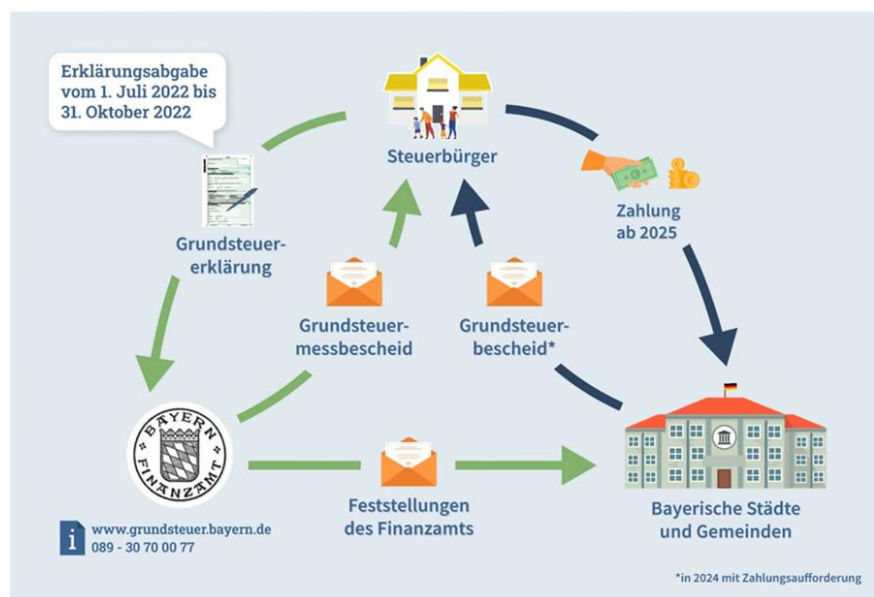 Erklärungsabgabe
vom 1. Juli 2022 bis
31. Oktober 2022
Steuerbürger
Grundsteuer-
erklärung
Zahlung
ab 2025
Grundsteuer-
messbescheid
Grundsteuer-
bescheid*
BAYERN
FINANZAMT
Feststellungen
des Finanzamts
Bayerische Städte
und Gemeinden
i
www.grundsteuer.bayern.de
089 - 30 70 00 77
*in 2024 mit Zahlungsaufforderung